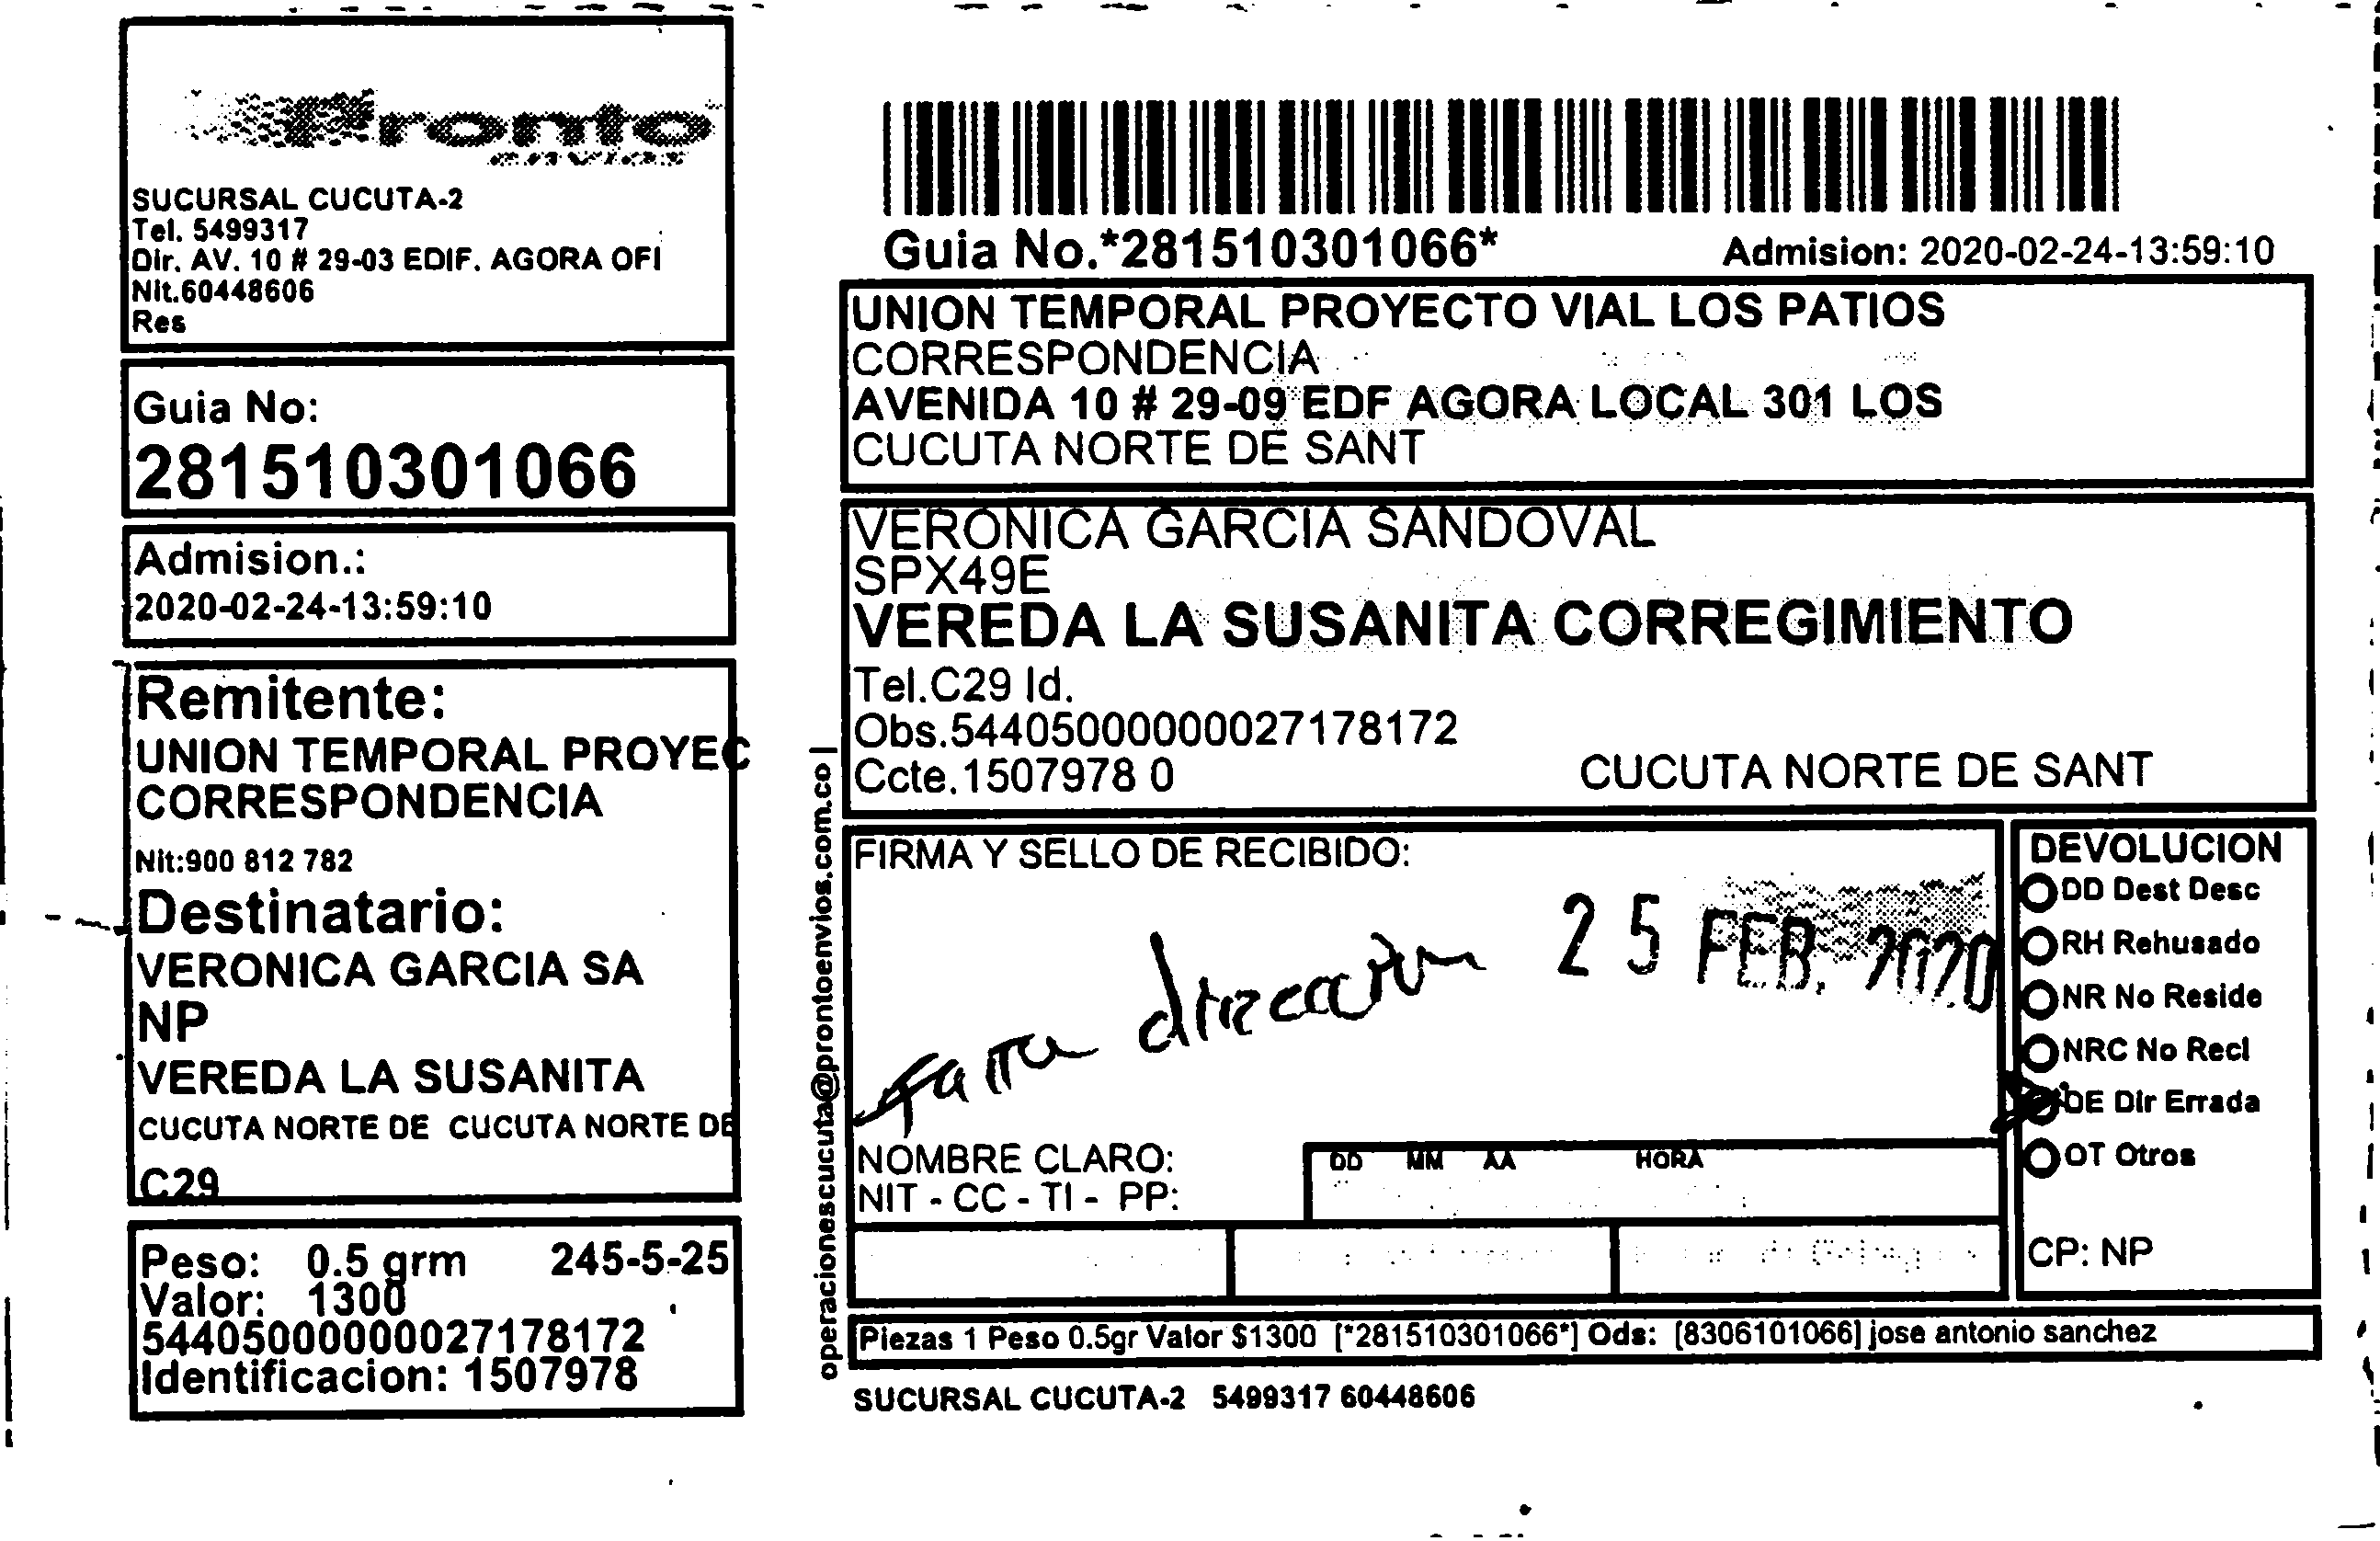 Pronto
envios
SUCURSAL CUCUTA-2
Tel. 5499317
Dir. AV. 10 # 29-03 EDIF. AGORA OFI
Nit.60448606
Res
Guia No:
281510301066
Admision.:
2020-02-24-13:59:10
Remitente:
UNION TEMPORAL PROYEC
CORRESPONDENCIA
Nit:900 812 782
Destinatario:
VERONICA GARCIA SA
NP
VEREDA LA SUSANITA
CUCUTA NORTE DE CUCUTA NORTE DE
C29
Peso: 0.5 grm 245-5-25
Valor: 1300
544050000000027178172
Identificacion: 1507978
operacionescucuta@prontoenvios.com.co |
Guia No.*281510301066*
Admision: 2020-02-24-13:59:10
UNION TEMPORAL PROYECTO VIAL LOS PATIOS
CORRESPONDENCIA
AVENIDA 10 # 29-09 EDF AGORA LOCAL 301 LOS
CUCUTA NORTE DE SANT
VERONICA GARCIA SANDOVAL
SPX49E
VEREDA LA SUSANITA CORREGIMIENTO
Tel.C29 Id.
Obs.544050000000027178172
Ccte.1507978 0
CUCUTA NORTE DE SANT
FIRMA Y SELLO DE RECIBIDO:
25 FEB. 2020
falta direccion
NOMBRE CLARO:
NIT - CC - TI - PP:
DD MM AA HORA
DEVOLUCION
DD Dest Desc
RH Rehusado
NR No Reside
NRC No Recl
DE Dir Errada
OT Otros
CP: NP
Piezas 1 Peso 0.5gr Valor $1300 [*281510301066*] Ods: [8306101066] jose antonio sanchez
SUCURSAL CUCUTA-2 5499317 60448606